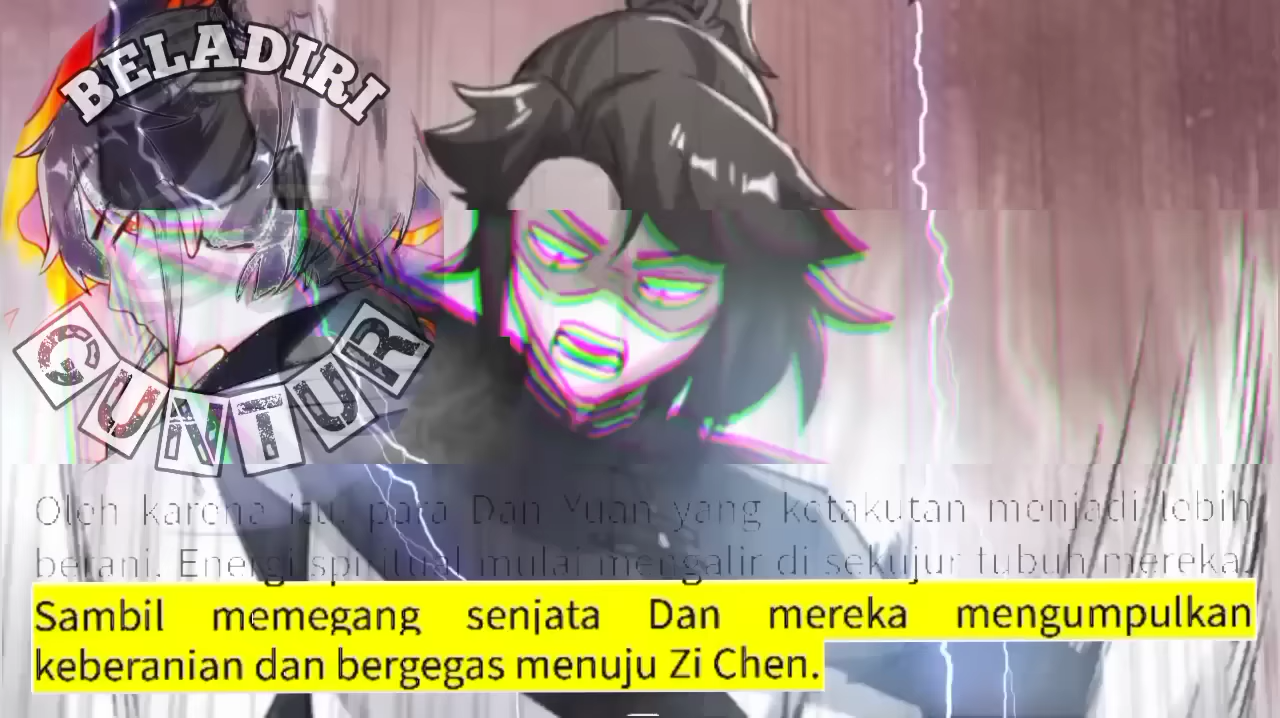 BELADIRI
GUNTUR
Oleh karena itu, para Dan Yuan yang ketakutan menjadi lebih
berani. Energi spiritual mulai mengalir di sekujur tubuh mereka.
Sambil memegang senjata Dan mereka mengumpulkan
keberanian dan bergegas menuju Zi Chen.